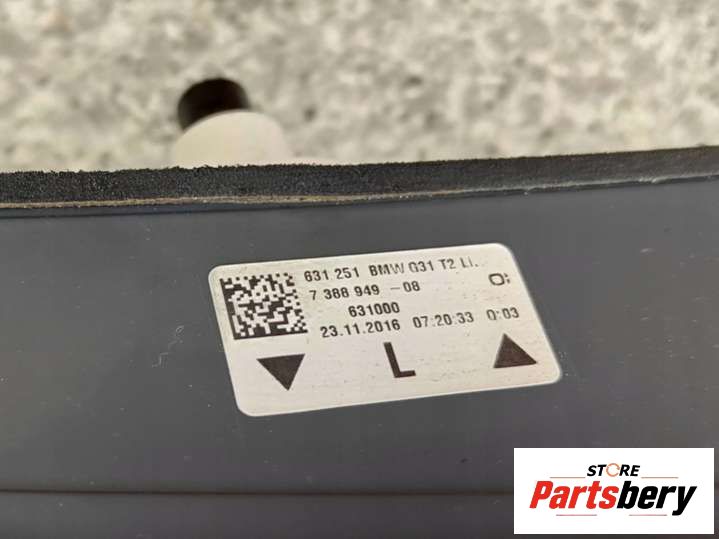 631.251 BMW G31 T2 LI.
7 388 949 -08 O:
631000
23.11.2016 07:20:33 Q:03
L
STORE
Partsbery